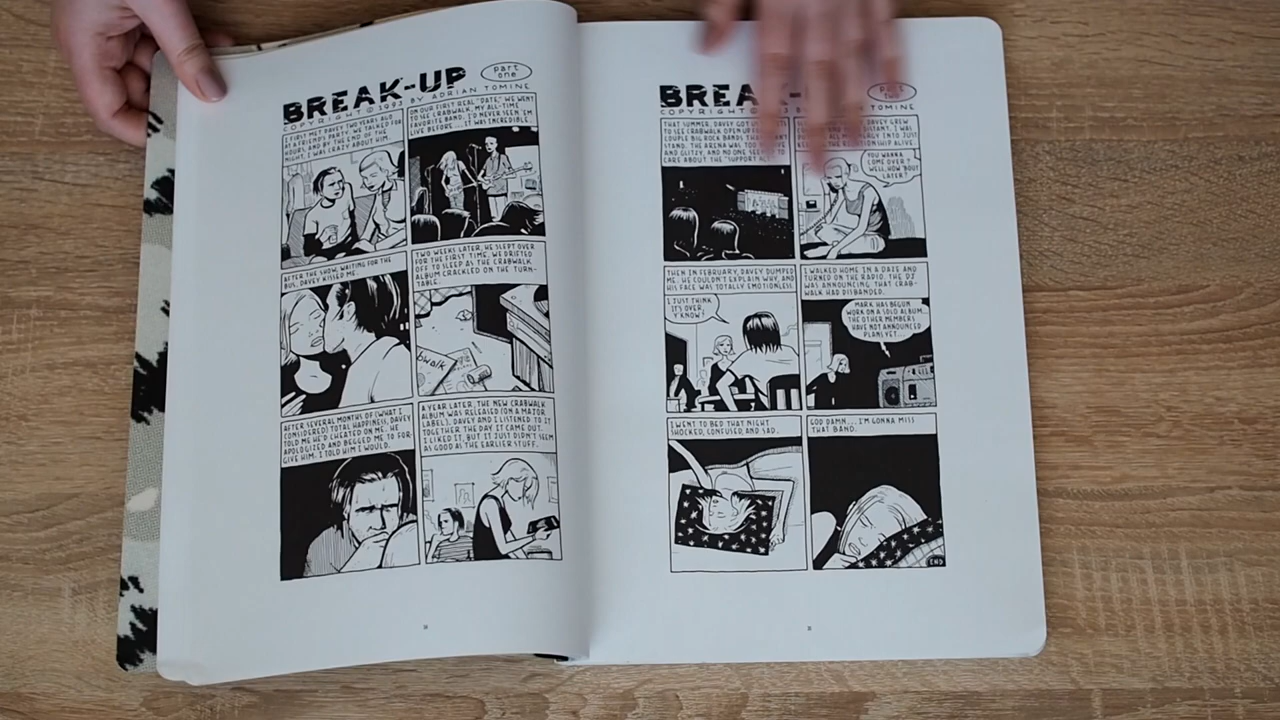 BREAK-UP
part
one
COPYRIGHT © 1993 BY ADRIAN TOMINE
I FIRST MET DAVEY TWO YEARS AGO
AT A FRIEND'S PARTY. WE TALKED FOR
HOURS, AND BY THE END OF THE
NIGHT, I WAS CRAZY ABOUT HIM.
ON OUR FIRST REAL "DATE," WE WENT
TO SEE CRABWALK, MY ALL-TIME
FAVORITE BAND. I'D NEVER SEEN 'EM
LIVE BEFORE... IT WAS INCREDIBLE.
AFTER THE SHOW, WAITING FOR THE
BUS, DAVEY KISSED ME.
TWO WEEKS LATER, HE SLEPT OVER
FOR THE FIRST TIME. WE DRIFTED
OFF TO SLEEP AS THE CRABWALK
ALBUM CRACKLED ON THE TURN-
TABLE.
bwalk
AFTER SEVERAL MONTHS OF (WHAT I
CONSIDERED) TOTAL HAPPINESS, DAVEY
TOLD ME HE'D CHEATED ON ME. HE
APOLOGIZED AND BEGGED ME TO FOR-
GIVE HIM. I TOLD HIM I WOULD.
A YEAR LATER, THE NEW CRABWALK
ALBUM WAS RELEASED (ON A MAJOR
LABEL). DAVEY AND I LISTENED TO IT
TOGETHER THE DAY IT CAME OUT.
I LIKED IT, BUT IT JUST DIDN'T SEEM
AS GOOD AS THE EARLIER STUFF.
BREA
COPYRIGHT © 1993 TOMINE
THAT SUMMER, DAVEY GOT
TO SEE CRABWALK OPEN UP
COUPLE BIG ROCK BANDS
STAND. THE ARENA WAS TOO
AND GLITZY, AND NO ONE SEEMED TO
CARE ABOUT THE "SUPPORT
DAVEY GREW
DISTANT. I WAS
INTO JUST
RELATIONSHIP ALIVE
YOU WANNA
COME OVER?
WELL, HOW 'BOUT
LATER?
THEN IN FEBRUARY, DAVEY DUMPED
ME. HE COULDN'T EXPLAIN WHY, AND
HIS FACE WAS TOTALLY EMOTIONLESS.
I JUST THINK
IT'S OVER,
Y'KNOW?
I WALKED HOME IN A DAZE AND
TURNED ON THE RADIO. THE DJ
WAS ANNOUNCING THAT CRAB-
WALK HAD DISBANDED.
MARK HAS BEGUN
WORK ON A SOLO ALBUM...
THE OTHER MEMBERS
HAVE NOT ANNOUNCED
PLANS YET...
I WENT TO BED THAT NIGHT
SHOCKED, CONFUSED, AND SAD.
GOD DAMN... I'M GONNA MISS
THAT BAND.
END